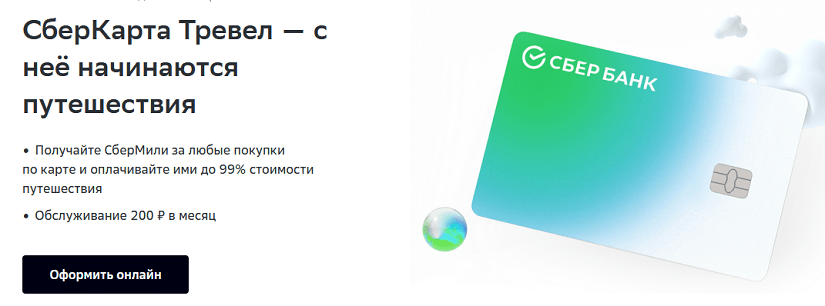 СберКарта Тревел — с
неё начинаются
путешествия
• Получайте СберМили за любые покупки
по карте и оплачивайте ими до 99% стоимости
путешествия
• Обслуживание 200 ₽ в месяц
Оформить онлайн
СБЕР БАНК